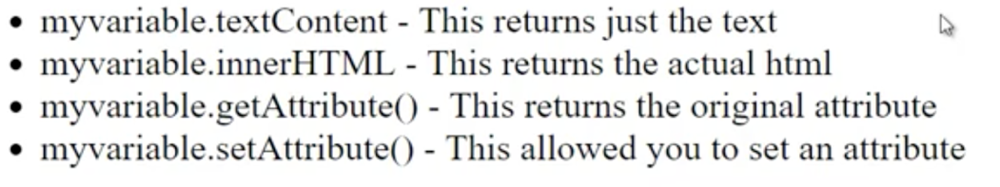 • myvariable.textContent - This returns just the text
• myvariable.innerHTML - This returns the actual html
• myvariable.getAttribute() - This returns the original attribute
• myvariable.setAttribute() - This allowed you to set an attribute